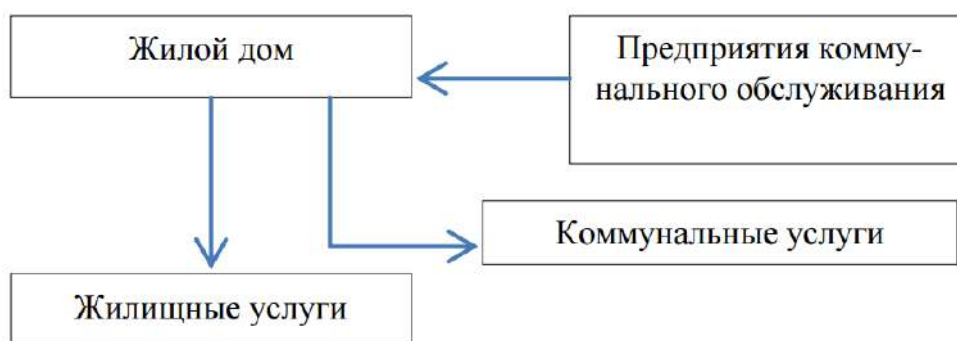 Жилой дом
Предприятия комму-
нального обслуживания
Коммунальные услуги
Жилищные услуги